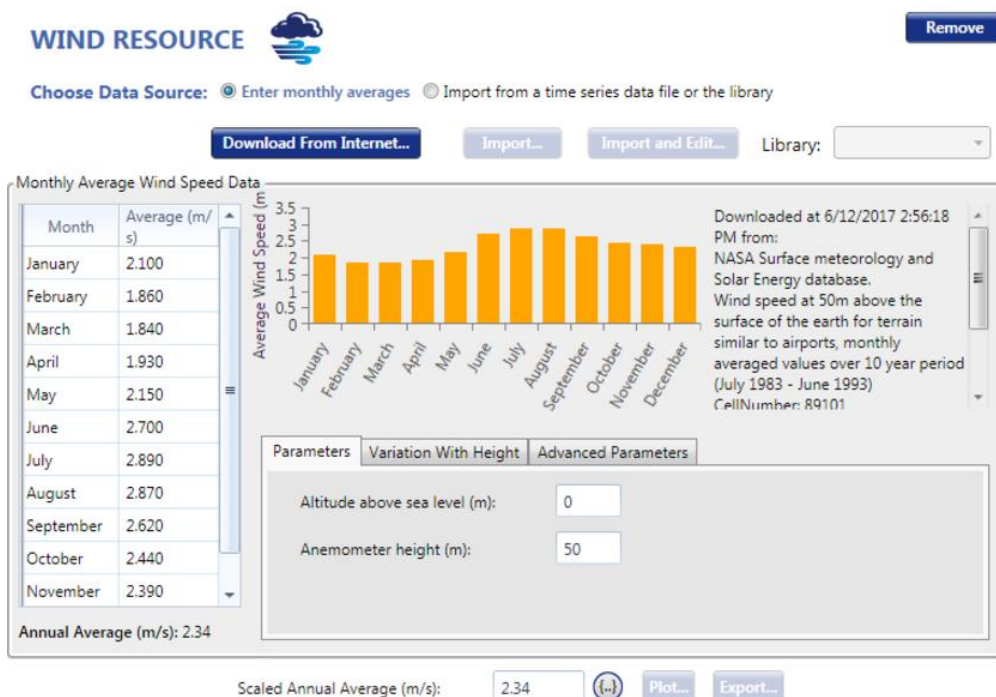 WIND RESOURCE
Remove
Choose Data Source: Enter monthly averages Import from a time series data file or the library
Download From Internet... Import... Import and Edit... Library:
Monthly Average Wind Speed Data
Month Average (m/
s)
January 2.100
February 1.860
March 1.840
April 1.930
May 2.150
June 2.700
July 2.890
August 2.870
September 2.620
October 2.440
November 2.390
Annual Average (m/s): 2.34
Average Wind Speed (m
3.5
3
2.5
2
1.5
1
0.5
0
January February March April May June July August September October November December
Downloaded at 6/12/2017 2:56:18
PM from:
NASA Surface meteorology and
Solar Energy database.
Wind speed at 50m above the
surface of the earth for terrain
similar to airports, monthly
averaged values over 10 year period
(July 1983 - June 1993)
CellNumber: 89101
Parameters Variation With Height Advanced Parameters
Altitude above sea level (m): 0
Anemometer height (m): 50
Scaled Annual Average (m/s): 2.34 {..} Plot... Export...